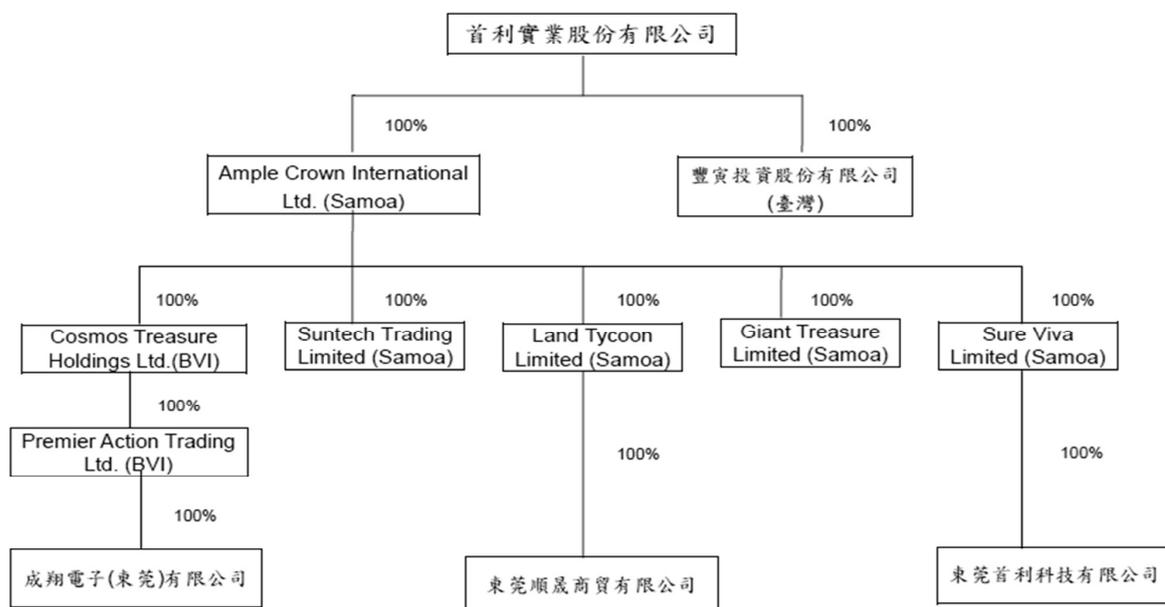 首利實業股份有限公司
100%
100%
Ample Crown International
Ltd. (Samoa)
豐寅投資股份有限公司
(臺灣)
100%
100%
100%
100%
100%
Cosmos Treasure
Holdings Ltd.(BVI)
Suntech Trading
Limited (Samoa)
Land Tycoon
Limited (Samoa)
Giant Treasure
Limited (Samoa)
Sure Viva
Limited (Samoa)
100%
Premier Action Trading
Ltd. (BVI)
100%
100%
100%
成翔電子(東莞)有限公司
東莞順晟商貿有限公司
東莞首利科技有限公司